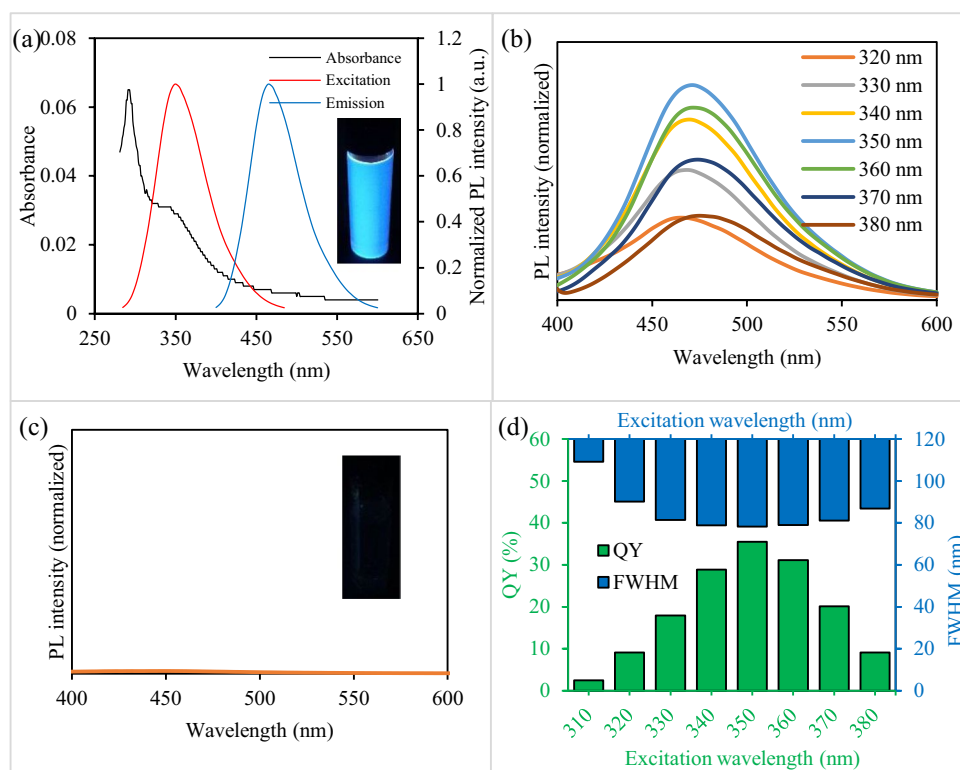 (a)
0.08
0.06
0.04
0.02
0
Absorbance
250
350
450
550
650
Wavelength (nm)
1.2
1
0.8
0.6
0.4
0.2
0
Normalized PL intensity (a.u.)
Absorbance
Excitation
Emission
(b)
PL intensity (normalized)
400
450
500
550
600
Wavelength (nm)
320 nm
330 nm
340 nm
350 nm
360 nm
370 nm
380 nm
(c)
PL intensity (normalized)
400
450
500
550
600
Wavelength (nm)
(d)
Excitation wavelength (nm)
60
50
40
30
20
10
0
QY (%)
QY
FWHM
120
100
80
60
40
20
0
FWHM (nm)
310
320
330
340
350
360
370
380
Excitation wavelength (nm)